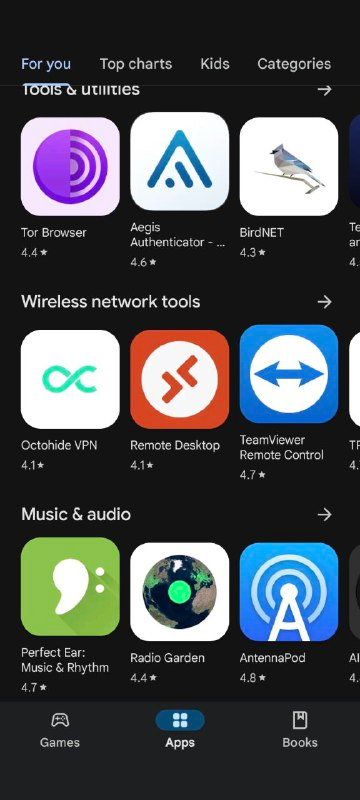 For you Top charts Kids Categories
Tools & utilities
Tor Browser
4.4 ★
Aegis
Authenticator - ...
4.6 ★
BirdNET
4.3 ★
Te
an
4.
Wireless network tools
Octohide VPN
4.1 ★
Remote Desktop
4.1 ★
TeamViewer
Remote Control
4.7 ★
TP
4.
Music & audio
Perfect Ear:
Music & Rhythm
4.7 ★
Radio Garden
4.4 ★
AntennaPod
4.8 ★
4.
Games Apps Books